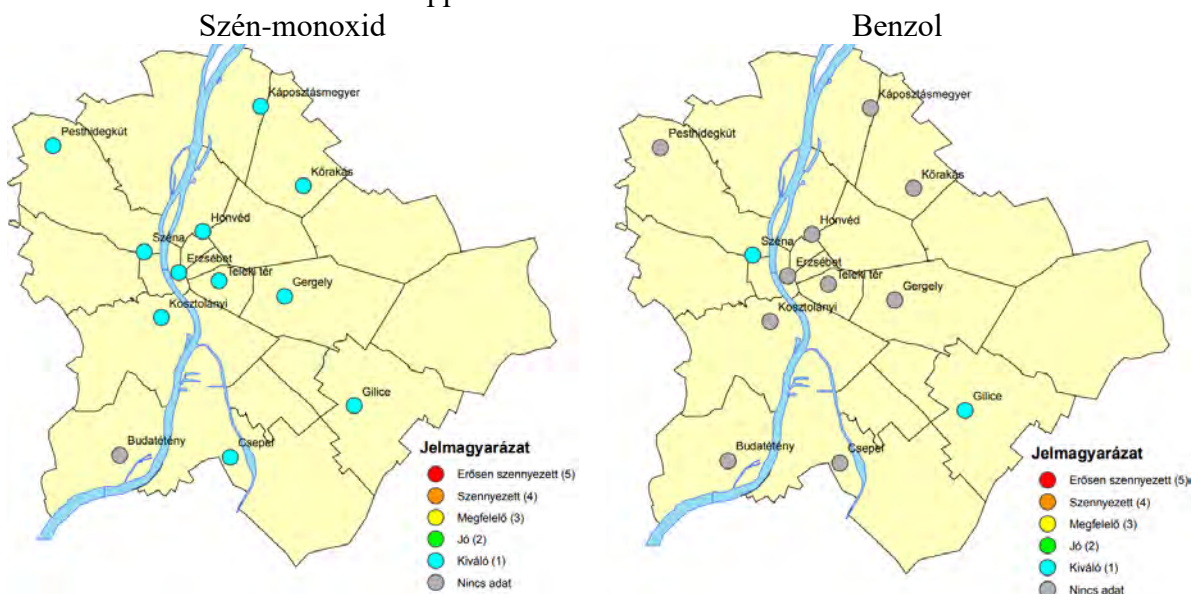 Szén-monoxid
Káposztásmegyer
Pesthidegkút
Kőrakás
Honvéd
Széna
Erzsébet
Teleki tér
Gergely
Kosztolányi
Gilice
Budatétény
Csepel
Jelmagyarázat
Erősen szennyezett (5)
Szennyezett (4)
Megfelelő (3)
Jó (2)
Kiváló (1)
Nincs adat
Benzol
Káposztásmegyer
Pesthidegkút
Kőrakás
Honvéd
Széna
Erzsébet
Teleki tér
Gergely
Kosztolányi
Gilice
Budatétény
Csepel
Jelmagyarázat
Erősen szennyezett (5)
Szennyezett (4)
Megfelelő (3)
Jó (2)
Kiváló (1)
Nincs adat